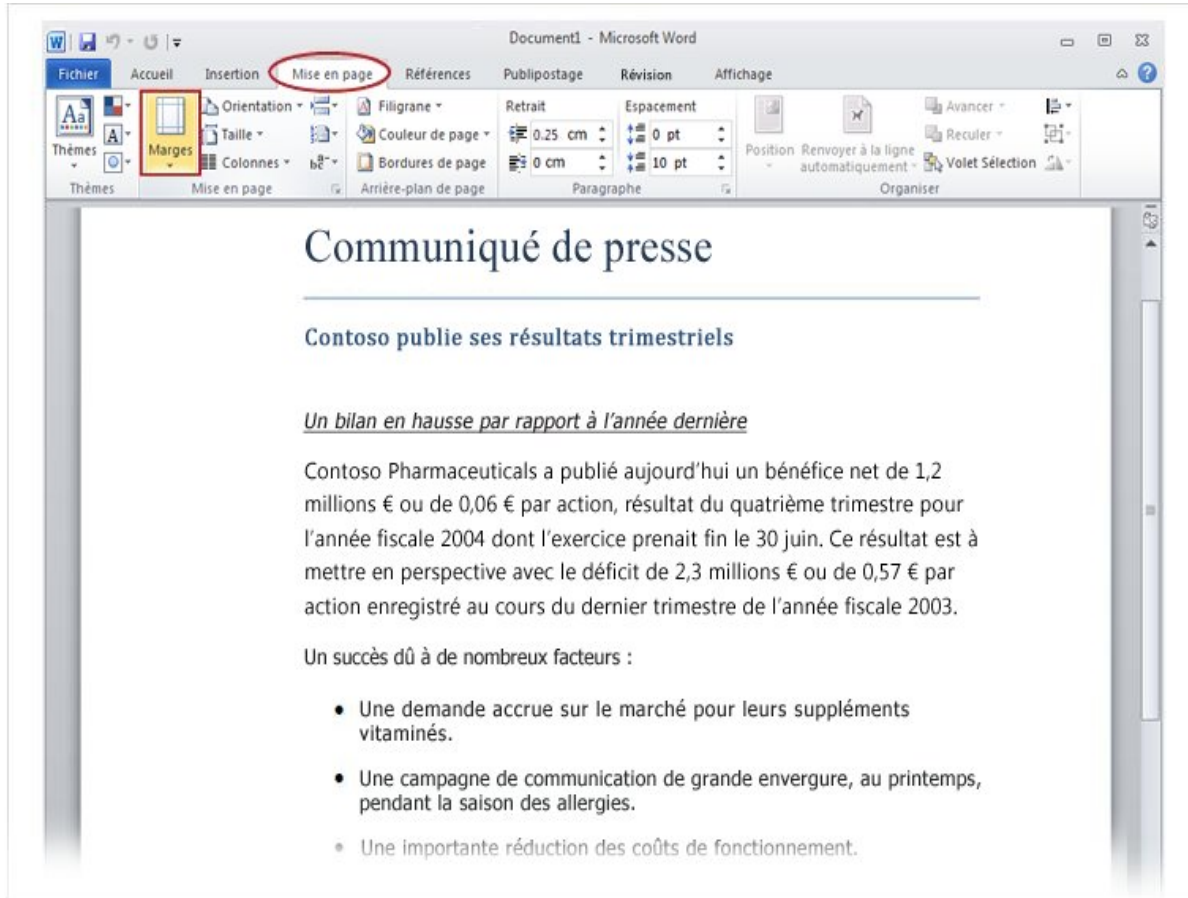 Document1 - Microsoft Word
Fichier Accueil Insertion Mise en page Références Publipostage Révision Affichage
Orientation Filigrane Retrait Espacement Avancer
Taille Couleur de page 0.25 cm 0 pt Reculer
Thèmes Marges Colonnes Bordures de page 0 cm 10 pt Position Renvoyer à la ligne automatiquement Volet Sélection
Thèmes Mise en page Arrière-plan de page Paragraphe Organiser
Communiqué de presse
Contoso publie ses résultats trimestriels
Un bilan en hausse par rapport à l'année dernière
Contoso Pharmaceuticals a publié aujourd'hui un bénéfice net de 1,2
millions € ou de 0,06 € par action, résultat du quatrième trimestre pour
l'année fiscale 2004 dont l'exercice prenait fin le 30 juin. Ce résultat est à
mettre en perspective avec le déficit de 2,3 millions € ou de 0,57 € par
action enregistré au cours du dernier trimestre de l'année fiscale 2003.
Un succès dû à de nombreux facteurs :
• Une demande accrue sur le marché pour leurs suppléments
vitaminés.
• Une campagne de communication de grande envergure, au printemps,
pendant la saison des allergies.
• Une importante réduction des coûts de fonctionnement.